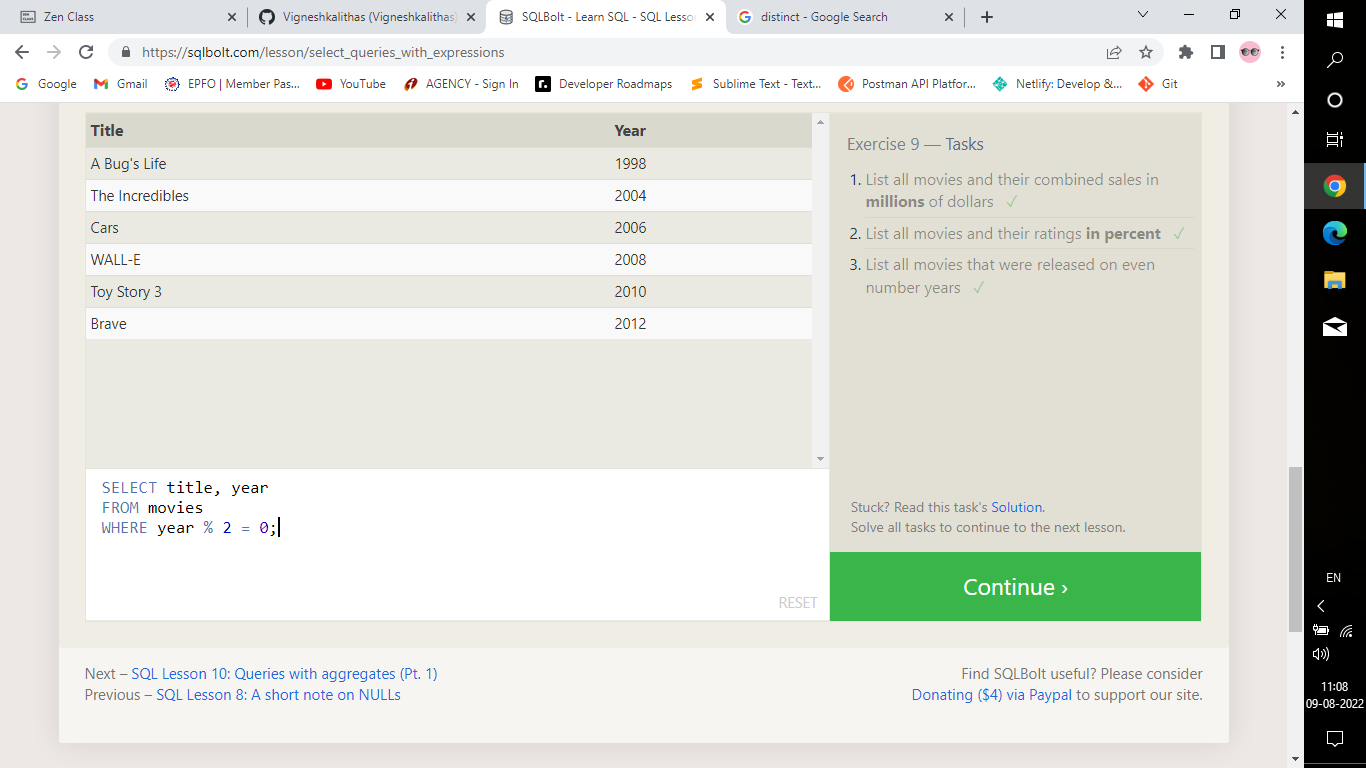 Zen Class
Vigneshkalithas (Vigneshkalithas)
SQLBolt - Learn SQL - SQL Lesso
distinct - Google Search
https://sqlbolt.com/lesson/select_queries_with_expressions
Google
Gmail
EPFO | Member Pas...
YouTube
AGENCY - Sign In
Developer Roadmaps
Sublime Text - Text...
Postman API Platfor...
Netlify: Develop &...
Git
»
Title Year
A Bug's Life 1998
The Incredibles 2004
Cars 2006
WALL-E 2008
Toy Story 3 2010
Brave 2012
SELECT title, year
FROM movies
WHERE year % 2 = 0;
RESET
Exercise 9 — Tasks
1. List all movies and their combined sales in
millions of dollars ✓
2. List all movies and their ratings in percent ✓
3. List all movies that were released on even
number years ✓
Stuck? Read this task's Solution.
Solve all tasks to continue to the next lesson.
Continue ›
Next – SQL Lesson 10: Queries with aggregates (Pt. 1)
Previous – SQL Lesson 8: A short note on NULLs
Find SQLBolt useful? Please consider
Donating ($4) via Paypal to support our site.
EN
11:08
09-08-2022